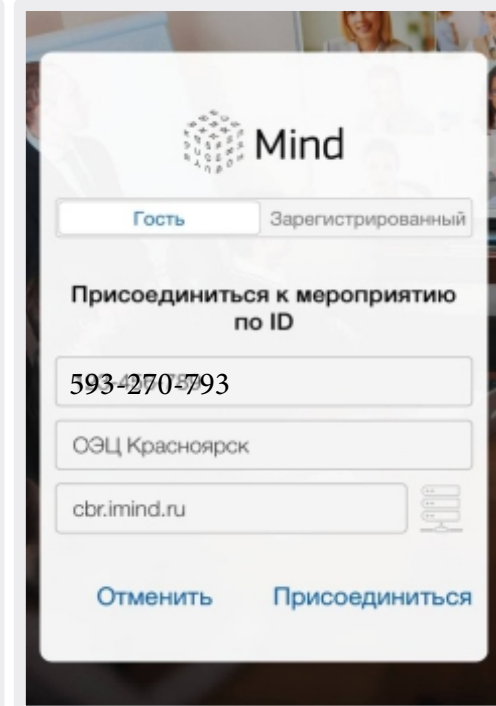 Mind
Гость Зарегистрированный
Присоединиться к мероприятию
по ID
593-270-793
ОЭЦ Красноярск
cbr.imind.ru
Отменить Присоединиться